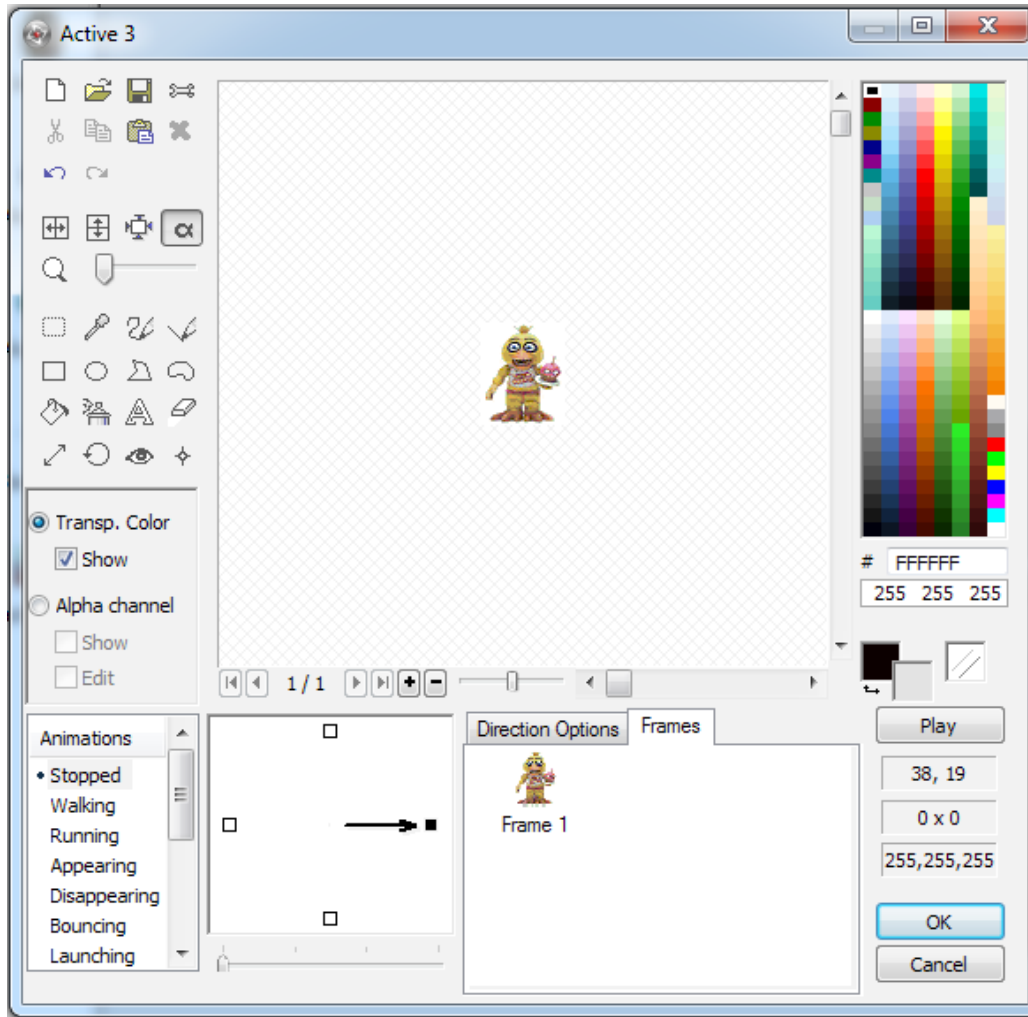 Active 3
Transp. Color
Show
Alpha channel
Show
Edit
# FFFFFF
255 255 255
1 / 1
Animations
Stopped
Walking
Running
Appearing
Disappearing
Bouncing
Launching
Direction Options
Frames
Frame 1
Play
38, 19
0 x 0
255,255,255
OK
Cancel